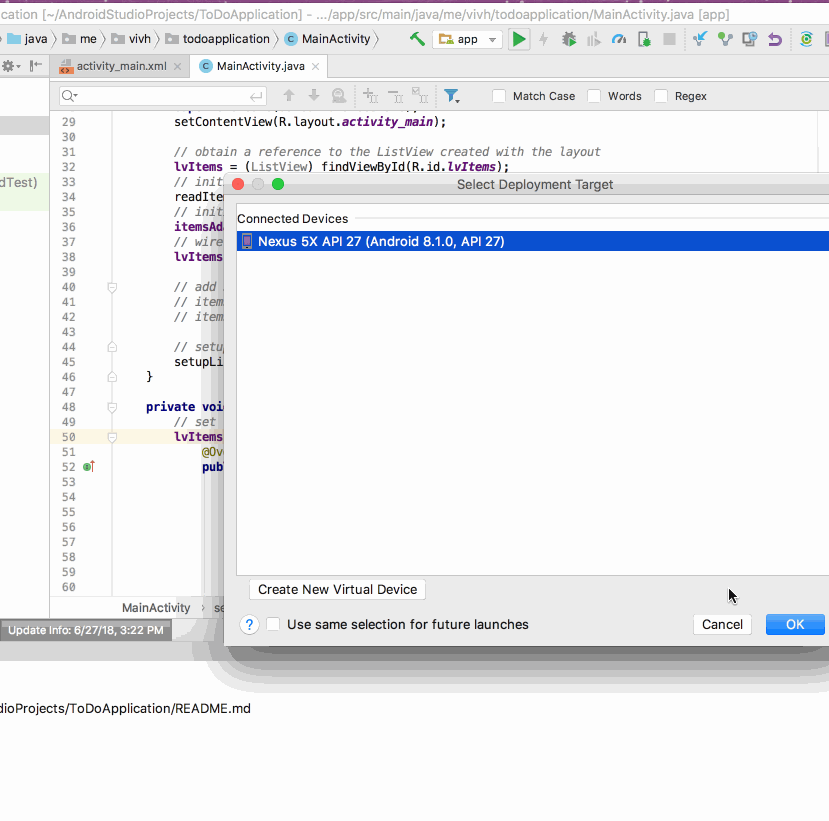 cation [~/AndroidStudioProjects/ToDoApplication] - .../app/src/main/java/me/vivh/todoapplication/MainActivity.java [app]
java me vivh todoapplication MainActivity app
activity_main.xml MainActivity.java
Match Case Words Regex
29 setContentView(R.layout.activity_main);
30
31 // obtain a reference to the ListView created with the layout
32 lvItems = (ListView) findViewById(R.id.lvItems);
dTest) 33 // init
Select Deployment Target
34 readIte
35 // init
Connected Devices
36 itemsAd
37 // wire
Nexus 5X API 27 (Android 8.1.0, API 27)
38 lvItems
39
40 // add
41 // item
42 // item
43
44 // setu
45 setupLi
46 }
47
48 private voi
49 // set
50 lvItems
51 @Ov
52 pub
53
54
55
56
57
58
59
60
Create New Virtual Device
MainActivity › se
Use same selection for future launches
Cancel OK
Update Info: 6/27/18, 3:22 PM
dioProjects/ToDoApplication/README.md